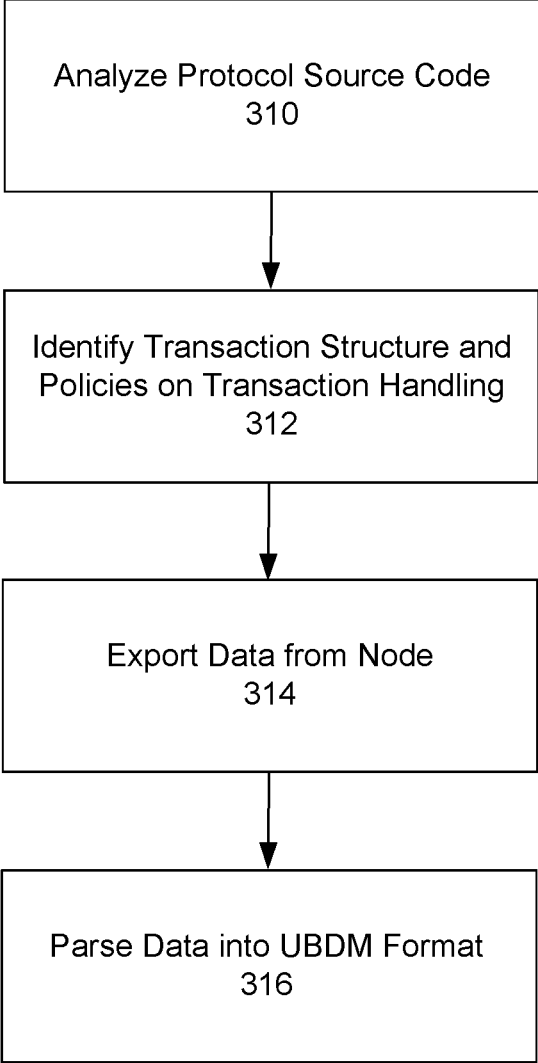 Analyze Protocol Source Code
310
Identify Transaction Structure and
Policies on Transaction Handling
312
Export Data from Node
314
Parse Data into UBDM Format
316